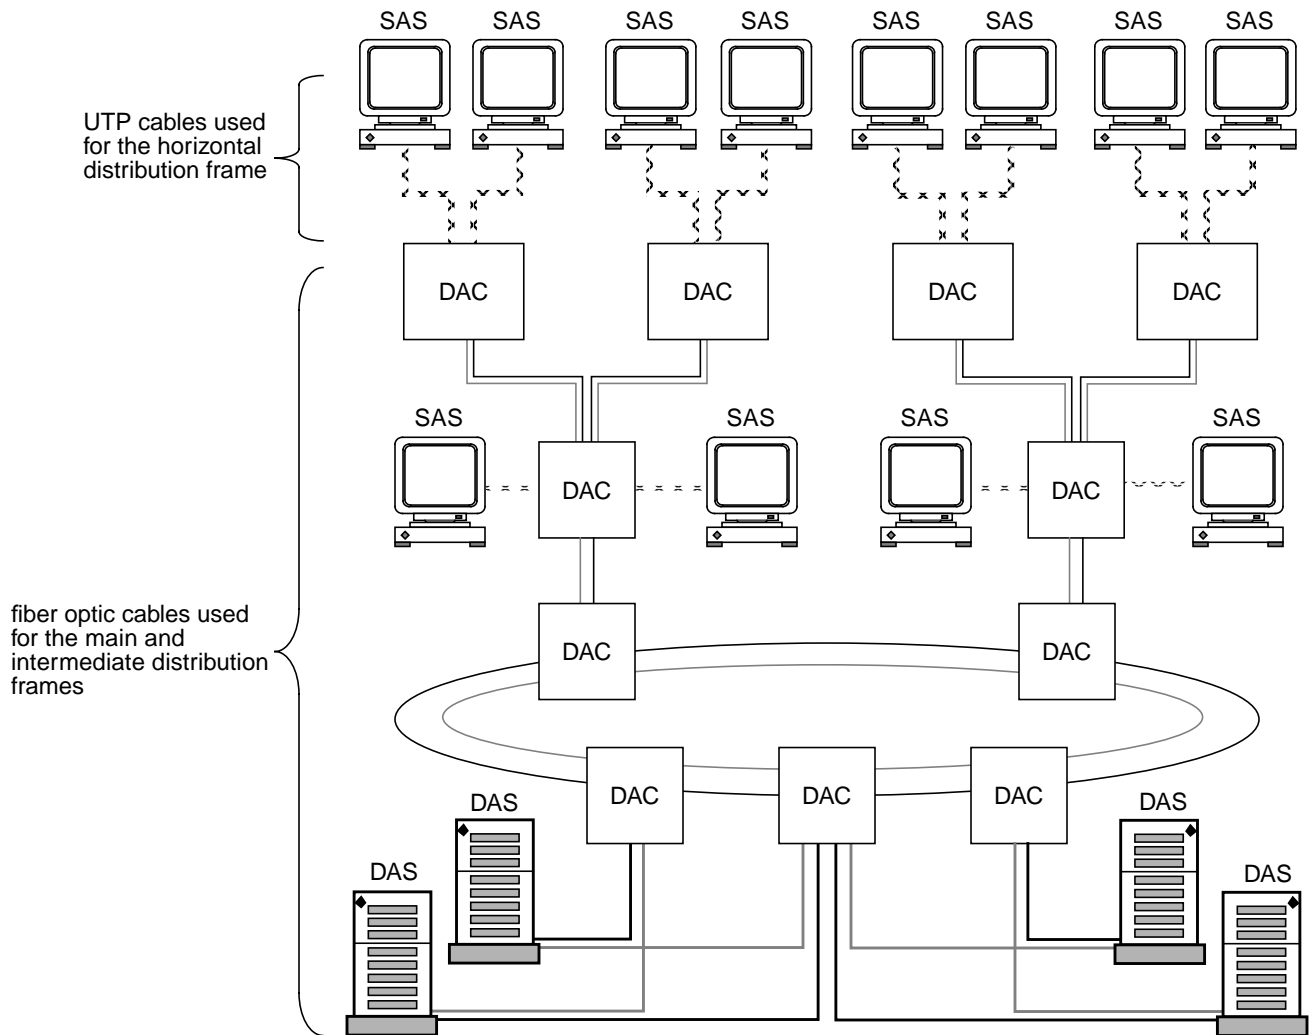 SAS SAS SAS SAS SAS SAS SAS SAS
UTP cables used
for the horizontal
distribution frame
DAC DAC DAC DAC
SAS SAS SAS SAS
DAC DAC
fiber optic cables used
for the main and
intermediate distribution
frames
DAC DAC
DAC DAC DAC
DAS DAS
DAS DAS